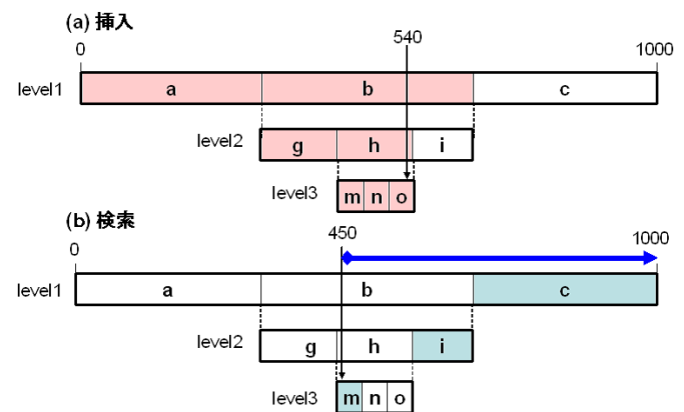 (a) 挿入
0 540 1000
level1 a b c
level2 g h i
level3 m n o
(b) 検索
0 450 1000
level1 a b c
level2 g h i
level3 m n o